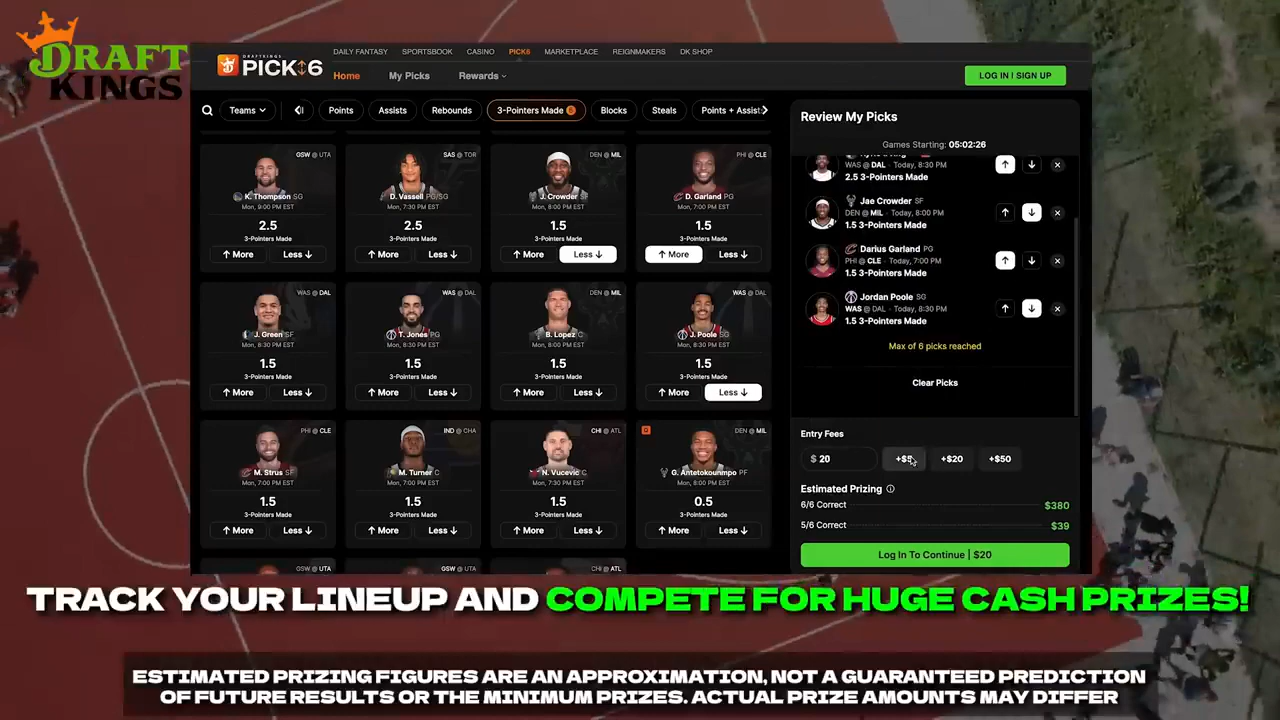 DRAFT
KINGS
DAILY FANTASY SPORTSBOOK CASINO PICK6 MARKETPLACE REIGNMAKERS DK SHOP
DRAFTKINGS
PICK 6
Home My Picks Rewards
LOG IN | SIGN UP
Teams Points Assists Rebounds 3-Pointers Made 6 Blocks Steals Points + Assist
GSW @ UTA
K. Thompson SG
Mon, 9:00 PM EST
2.5
3-Pointers Made
↑ More Less ↓
SAS @ TOR
D. Vassell PG/SG
Mon, 7:30 PM EST
2.5
3-Pointers Made
↑ More Less ↓
DEN @ MIL
J. Crowder SF
Mon, 8:00 PM EST
1.5
3-Pointers Made
↑ More Less ↓
PHI @ CLE
D. Garland PG
Mon, 7:00 PM EST
1.5
3-Pointers Made
↑ More Less ↓
WAS @ DAL
J. Green SF
Mon, 8:30 PM EST
1.5
3-Pointers Made
↑ More Less ↓
WAS @ DAL
T. Jones PG
Mon, 8:30 PM EST
1.5
3-Pointers Made
↑ More Less ↓
DEN @ MIL
B. Lopez C
Mon, 8:00 PM EST
1.5
3-Pointers Made
↑ More Less ↓
WAS @ DAL
J. Poole SG
Mon, 8:30 PM EST
1.5
3-Pointers Made
↑ More Less ↓
PHI @ CLE
M. Strus SF
Mon, 7:00 PM EST
1.5
3-Pointers Made
↑ More Less ↓
IND @ CHA
M. Turner C
Mon, 7:00 PM EST
1.5
3-Pointers Made
↑ More Less ↓
CHI @ ATL
N. Vucevic C
Mon, 7:30 PM EST
1.5
3-Pointers Made
↑ More Less ↓
DEN @ MIL
G. Antetokounmpo PF
Mon, 8:00 PM EST
0.5
3-Pointers Made
↑ More Less ↓
GSW @ UTA
GSW @ UTA
CHI @ ATL
Review My Picks
Games Starting: 05:02:26
WAS @ DAL - Today, 8:30 PM
2.5 3-Pointers Made
Jae Crowder SF
DEN @ MIL - Today, 8:00 PM
1.5 3-Pointers Made
Darius Garland PG
PHI @ CLE - Today, 7:00 PM
1.5 3-Pointers Made
Jordan Poole SG
WAS @ DAL - Today, 8:30 PM
1.5 3-Pointers Made
Max of 6 picks reached
Clear Picks
Entry Fees
$ 20 +$5 +$20 +$50
Estimated Prizing
6/6 Correct $380
5/6 Correct $39
Log In To Continue | $20
TRACK YOUR LINEUP AND COMPETE FOR HUGE CASH PRIZES!
ESTIMATED PRIZING FIGURES ARE AN APPROXIMATION, NOT A GUARANTEED PREDICTION
OF FUTURE RESULTS OR THE MINIMUM PRIZES. ACTUAL PRIZE AMOUNTS MAY DIFFER